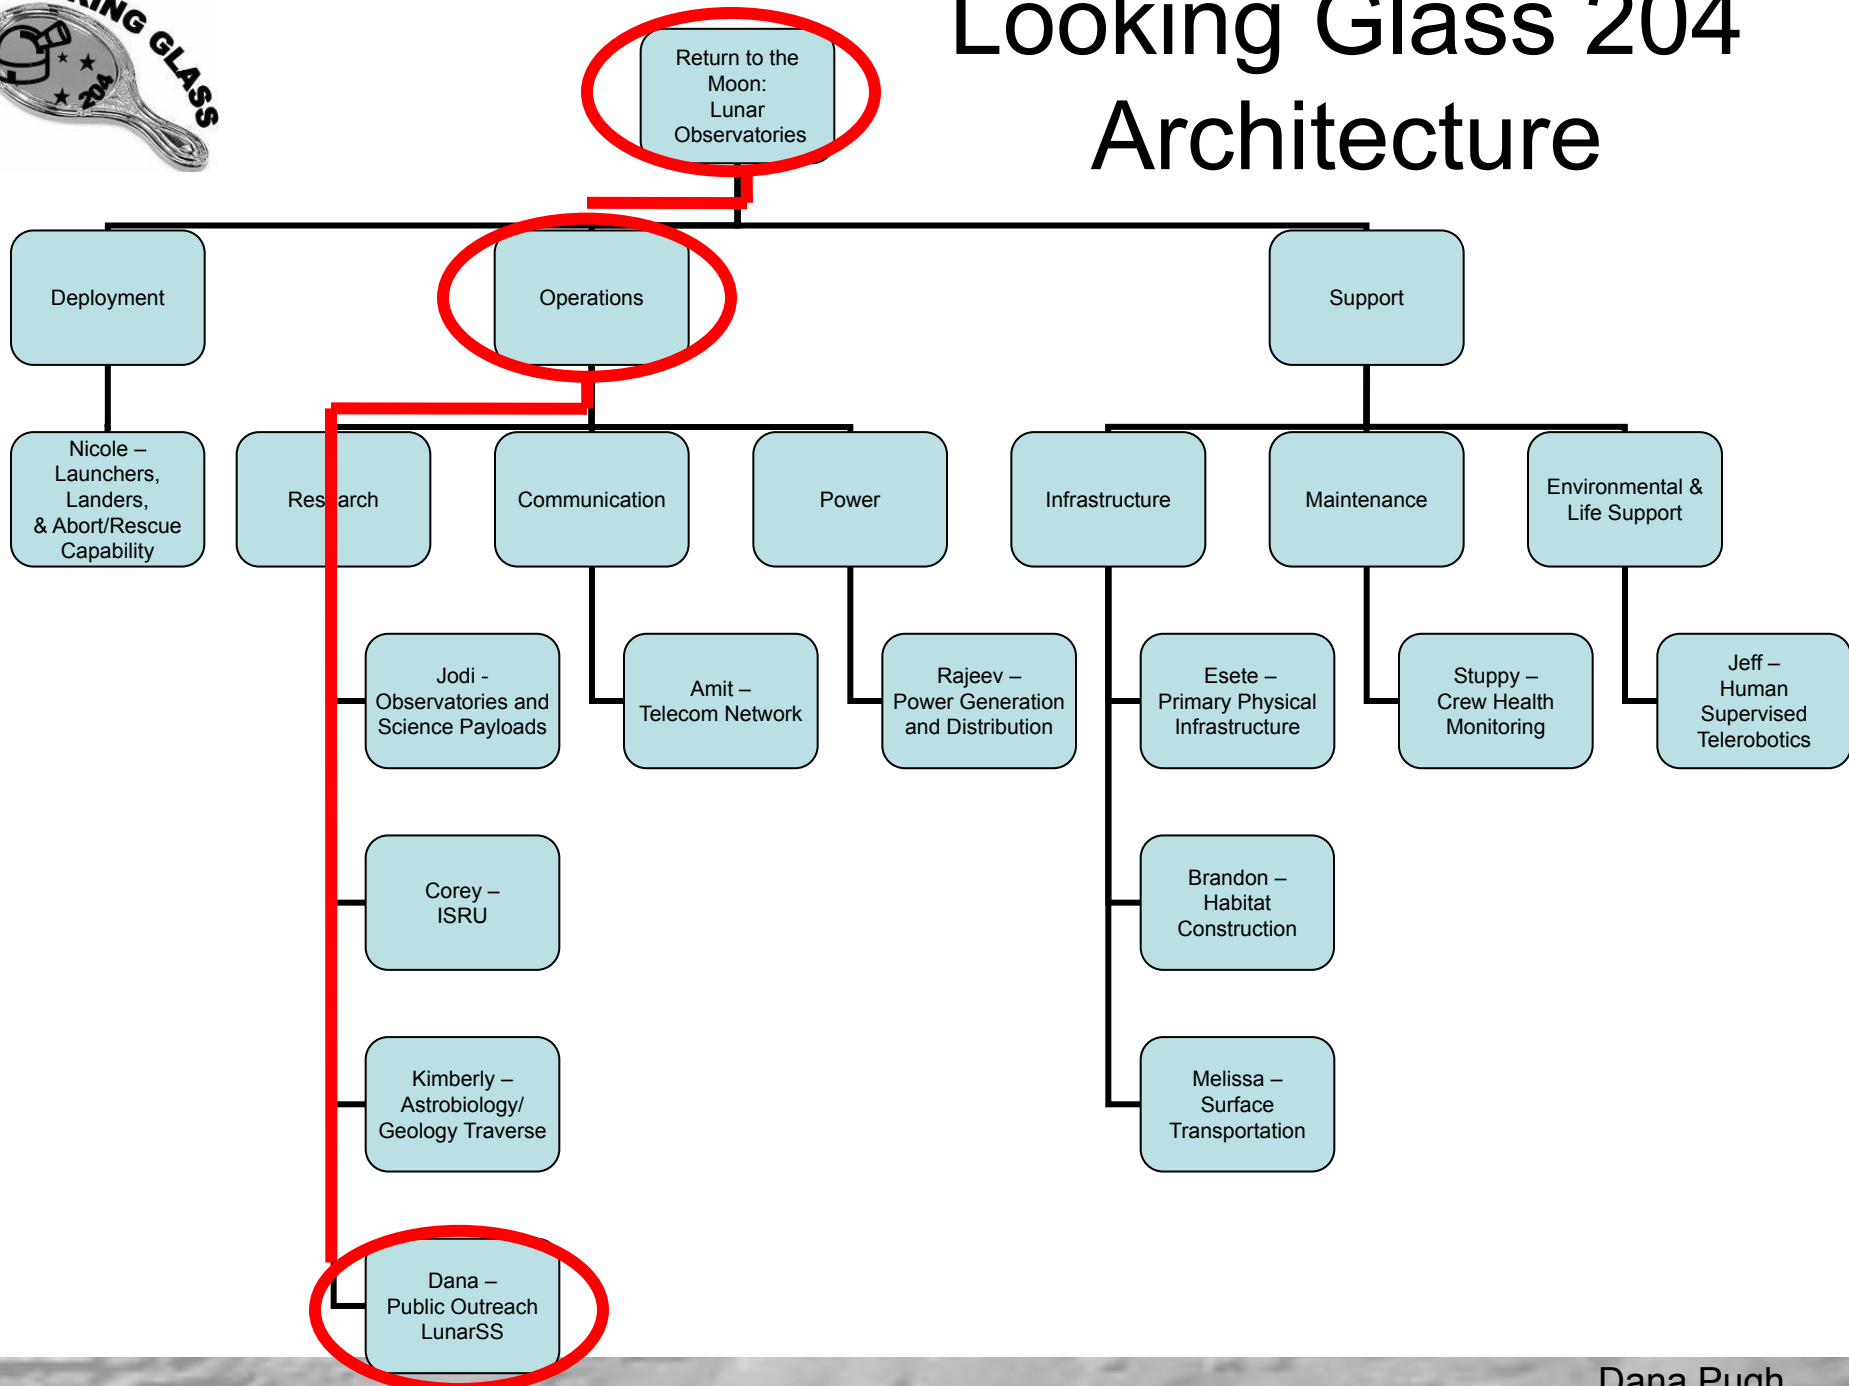 GLASS
204
Looking Glass 204
Architecture
Return to the
Moon:
Lunar
Observatories
Deployment
Operations
Support
Nicole –
Launchers,
Landers,
& Abort/Rescue
Capability
Research
Communication
Power
Infrastructure
Maintenance
Environmental &
Life Support
Jodi -
Observatories and
Science Payloads
Amit –
Telecom Network
Rajeev –
Power Generation
and Distribution
Esete –
Primary Physical
Infrastructure
Stuppy –
Crew Health
Monitoring
Jeff –
Human
Supervised
Telerobotics
Corey –
ISRU
Brandon –
Habitat
Construction
Kimberly –
Astrobiology/
Geology Traverse
Melissa –
Surface
Transportation
Dana –
Public Outreach
LunarSS
Dana Pugh